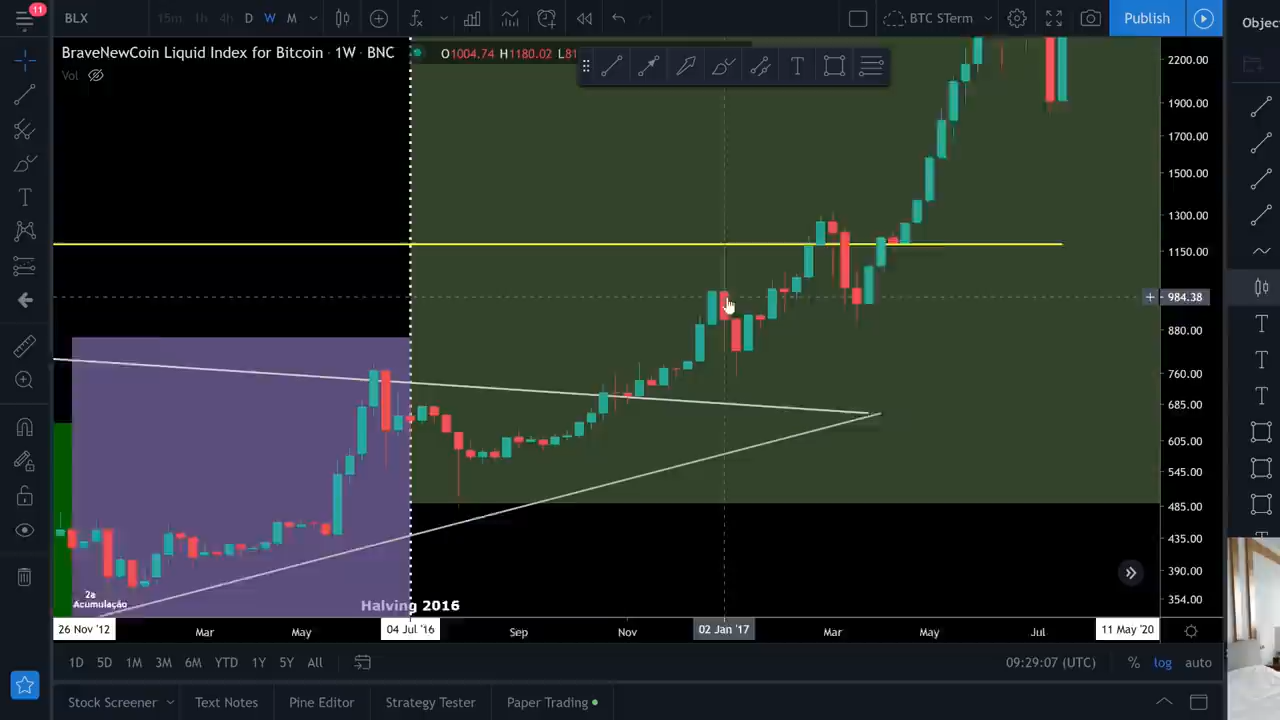 11
BLX
15m 1h 4h D W M
BTC STerm
Publish
Objec
BraveNewCoin Liquid Index for Bitcoin · 1W · BNC
O1004.74 H1180.02
Vol
2200.00
1900.00
1700.00
1500.00
1300.00
1150.00
984.38
880.00
760.00
685.00
605.00
545.00
485.00
435.00
390.00
354.00
2a
Acumulação
Halving 2016
26 Nov '12 Mar May 04 Jul '16 Sep Nov 02 Jan '17 Mar May Jul 11 May '20
1D 5D 1M 3M 6M YTD 1Y 5Y All
09:29:07 (UTC) % log auto
Stock Screener Text Notes Pine Editor Strategy Tester Paper Trading